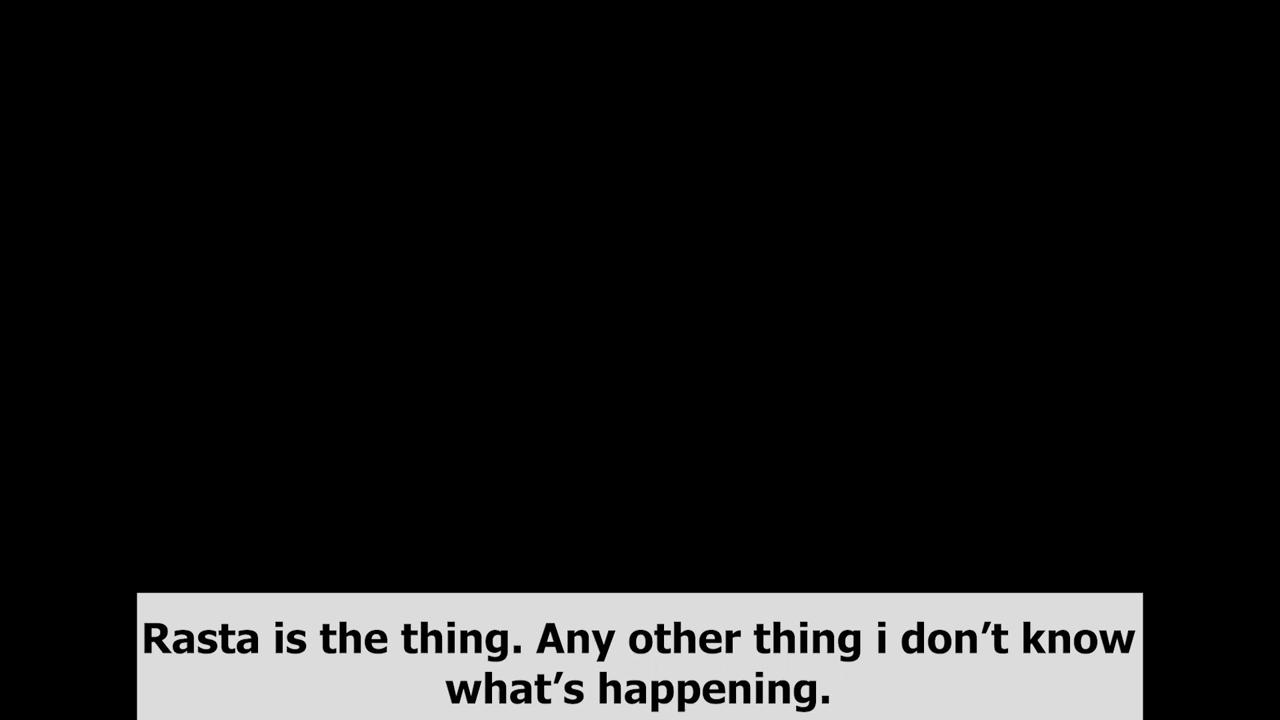 Rasta is the thing. Any other thing i don’t know
what’s happening.